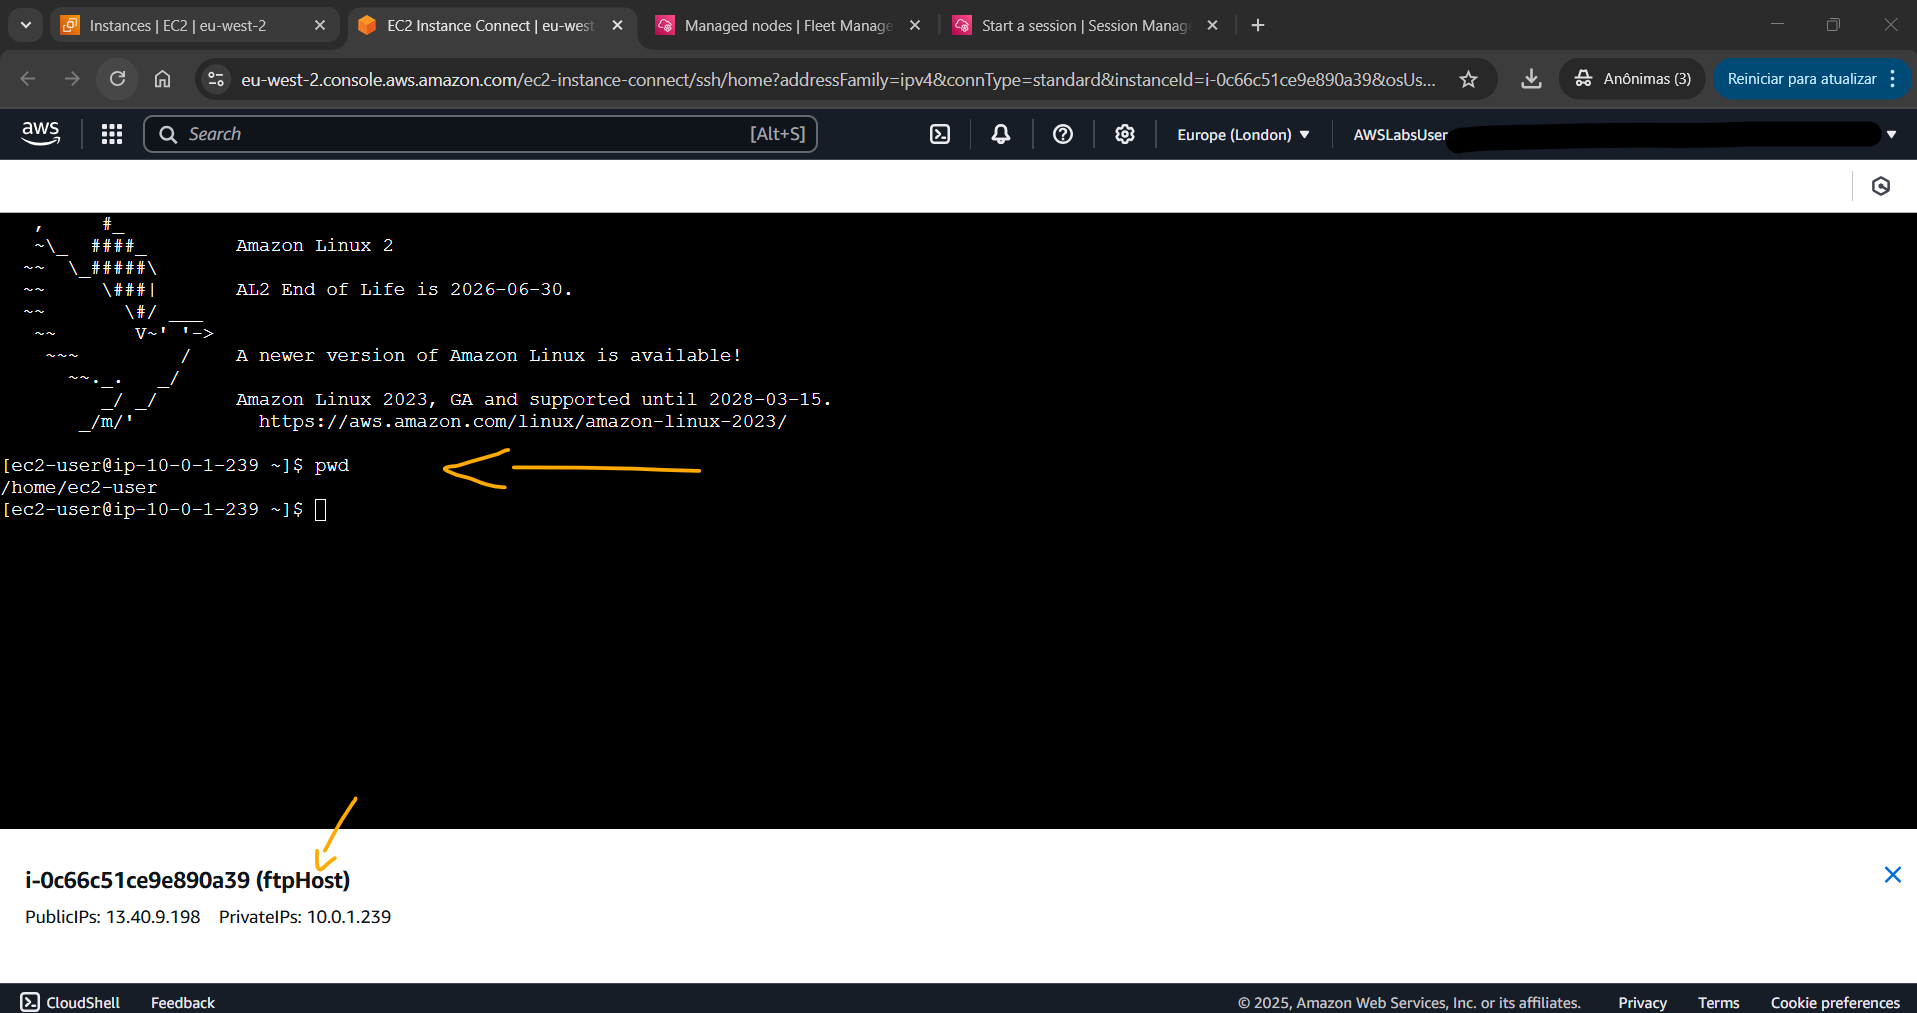 Instances | EC2 | eu-west-2
EC2 Instance Connect | eu-west
Managed nodes | Fleet Manage
Start a session | Session Manag
eu-west-2.console.aws.amazon.com/ec2-instance-connect/ssh/home?addressFamily=ipv4&connType=standard&instanceId=i-0c66c51ce9e890a39&osUs...
Anônimas (3)
Reiniciar para atualizar
aws
Search
[Alt+S]
Europe (London)
AWSLabsUser
,      #_
~\_  ####_        Amazon Linux 2
~~  \_#####\
~~     \###|       AL2 End of Life is 2026-06-30.
~~       \#/ ___
~~       V~' '->
~~~         /    A newer version of Amazon Linux is available!
~~._.   _/
_/ _/       Amazon Linux 2023, GA and supported until 2028-03-15.
_/m/'           https://aws.amazon.com/linux/amazon-linux-2023/
[ec2-user@ip-10-0-1-239 ~]$ pwd
/home/ec2-user
[ec2-user@ip-10-0-1-239 ~]$
i-0c66c51ce9e890a39 (ftpHost)
PublicIPs: 13.40.9.198 PrivateIPs: 10.0.1.239
CloudShell Feedback
© 2025, Amazon Web Services, Inc. or its affiliates. Privacy Terms Cookie preferences